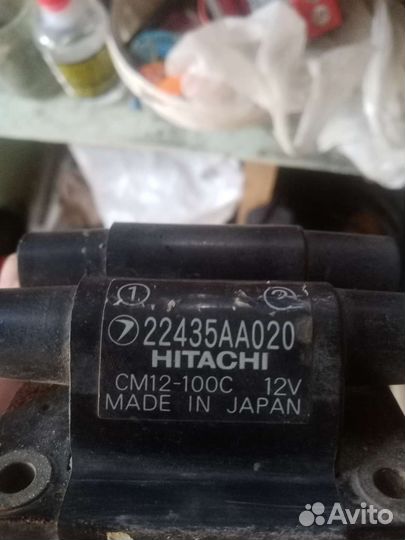 1 2
22435AA020
HITACHI
CM12-100C 12V
MADE IN JAPAN
Avito